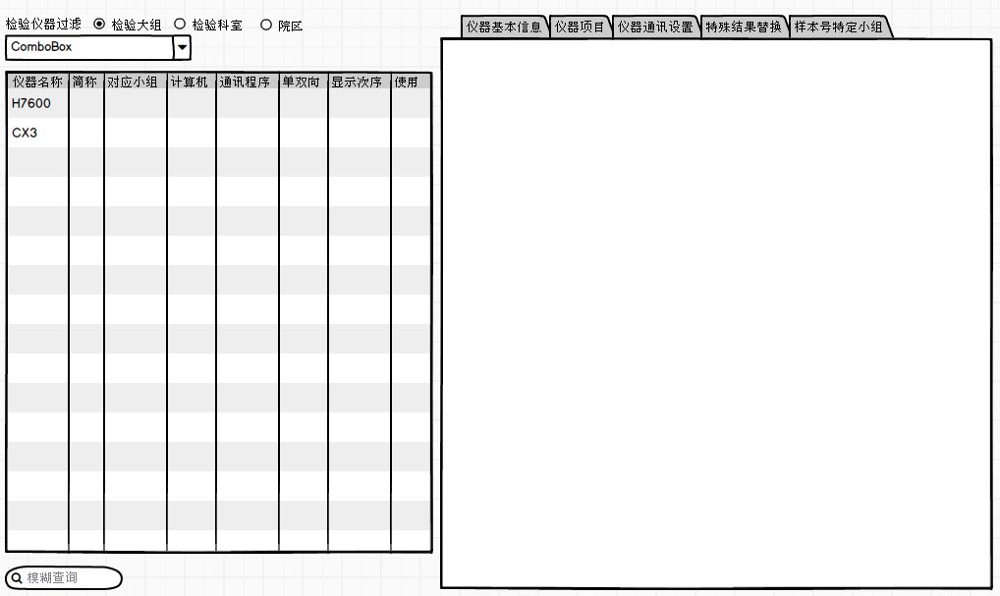 检验仪器过滤 检验大组 检验科室 院区
ComboBox
仪器名称 简称 对应小组 计算机 通讯程序 单双向 显示次序 使用
H7600
CX3
模糊查询
仪器基本信息 仪器项目 仪器通讯设置 特殊结果替换 样本号特定小组